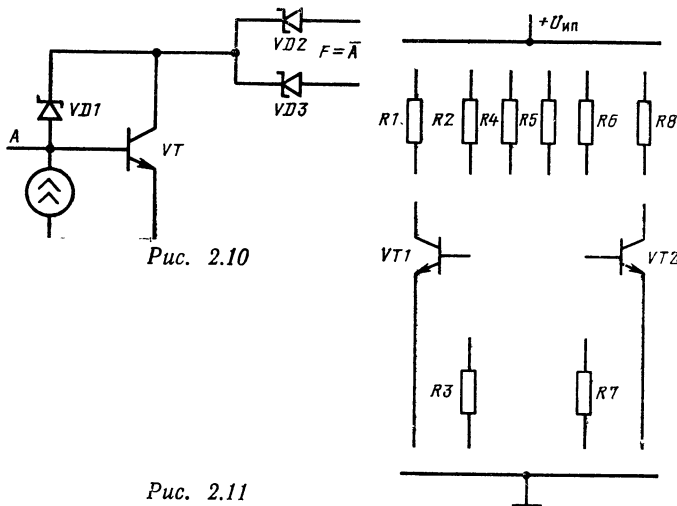 VD2
F = A̅
VD3
VD1
A
VT
Рис. 2.10
+Uип
R1
R2
R4
R5
R6
R8
VT1
VT2
R3
R7
Рис. 2.11